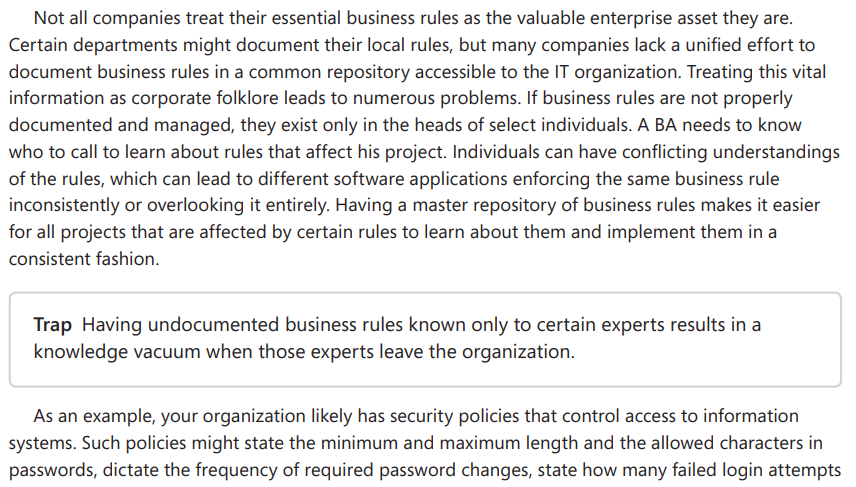 Not all companies treat their essential business rules as the valuable enterprise asset they are.
Certain departments might document their local rules, but many companies lack a unified effort to
document business rules in a common repository accessible to the IT organization. Treating this vital
information as corporate folklore leads to numerous problems. If business rules are not properly
documented and managed, they exist only in the heads of select individuals. A BA needs to know
who to call to learn about rules that affect his project. Individuals can have conflicting understandings
of the rules, which can lead to different software applications enforcing the same business rule
inconsistently or overlooking it entirely. Having a master repository of business rules makes it easier
for all projects that are affected by certain rules to learn about them and implement them in a
consistent fashion.
Trap Having undocumented business rules known only to certain experts results in a
knowledge vacuum when those experts leave the organization.
As an example, your organization likely has security policies that control access to information
systems. Such policies might state the minimum and maximum length and the allowed characters in
passwords, dictate the frequency of required password changes, state how many failed login attempts